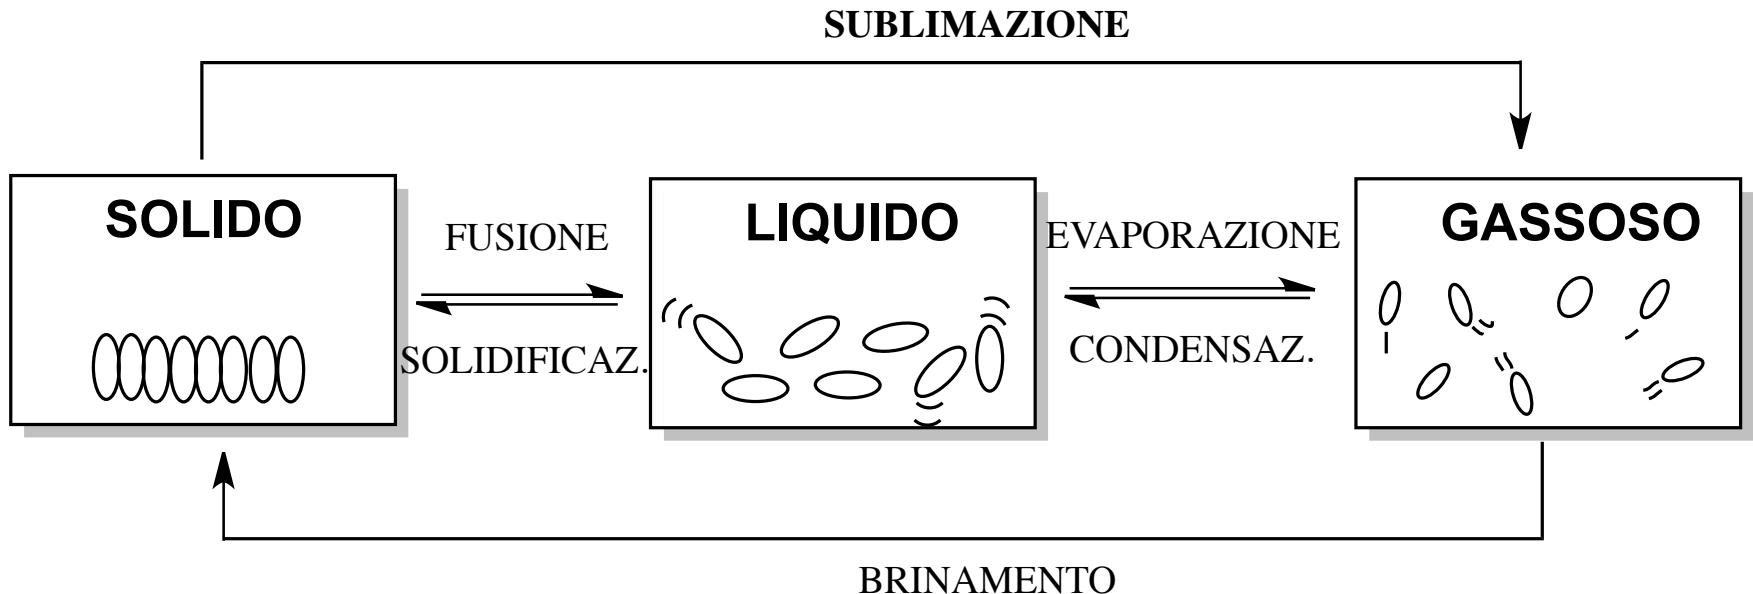 SUBLIMAZIONE
SOLIDO
FUSIONE
SOLIDIFICAZ.
LIQUIDO
EVAPORAZIONE
CONDENSAZ.
GASSOSO
BRINAMENTO